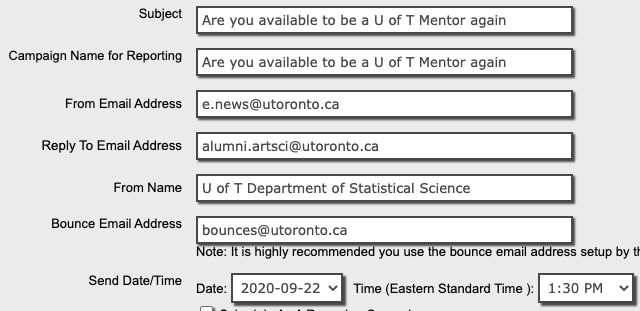 Subject Are you available to be a U of T Mentor again
Campaign Name for Reporting Are you available to be a U of T Mentor again
From Email Address e.news@utoronto.ca
Reply To Email Address alumni.artsci@utoronto.ca
From Name U of T Department of Statistical Science
Bounce Email Address bounces@utoronto.ca
Note: It is highly recommended you use the bounce email address setup by
Send Date/Time Date: 2020-09-22 Time (Eastern Standard Time ): 1:30 PM